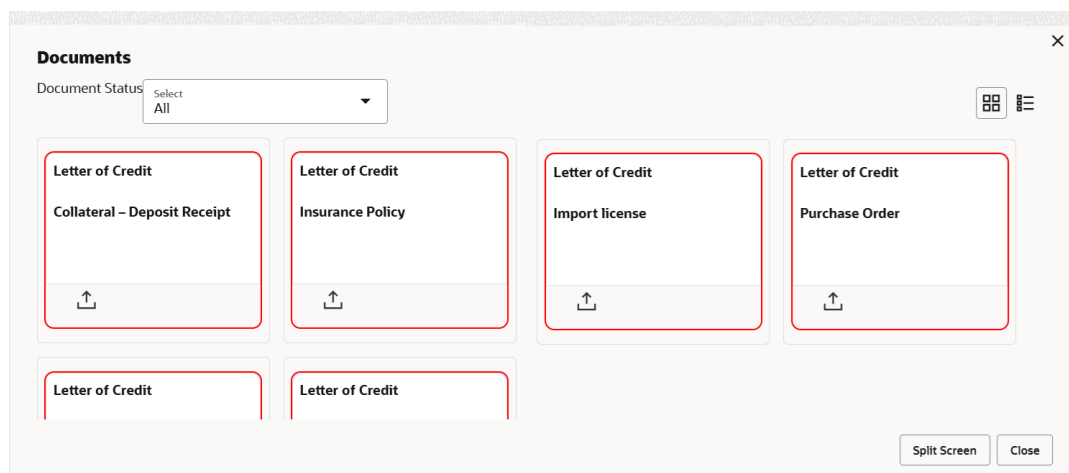 Documents
Document Status
Select
All
Letter of Credit
Letter of Credit
Letter of Credit
Letter of Credit
Collateral – Deposit Receipt
Insurance Policy
Import license
Purchase Order
Letter of Credit
Letter of Credit
Split Screen
Close